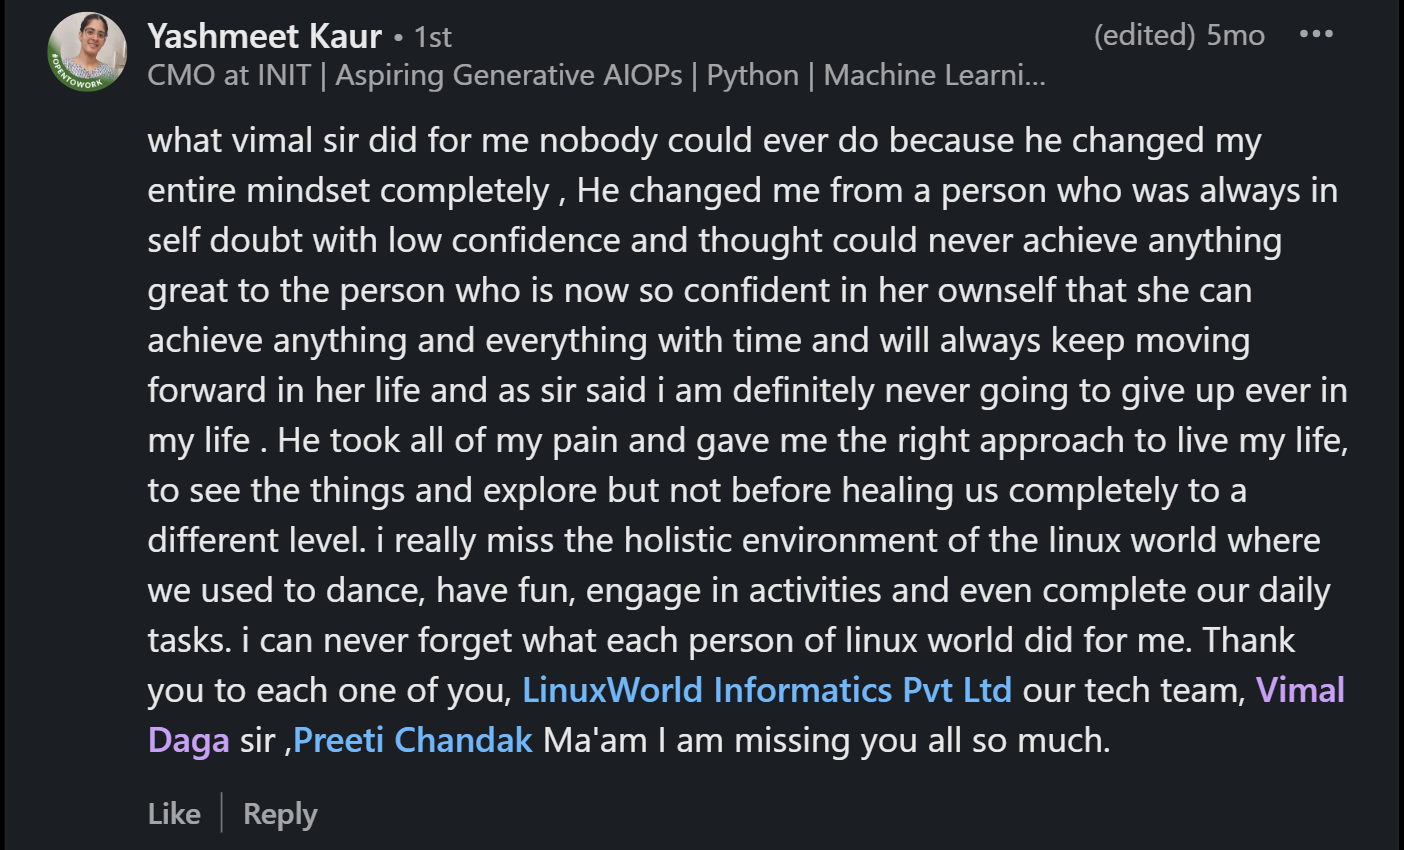 Yashmeet Kaur • 1st
(edited) 5mo •••
CMO at INIT | Aspiring Generative AIOPs | Python | Machine Learni...
#OPENTOWORK
what vimal sir did for me nobody could ever do because he changed my
entire mindset completely , He changed me from a person who was always in
self doubt with low confidence and thought could never achieve anything
great to the person who is now so confident in her ownself that she can
achieve anything and everything with time and will always keep moving
forward in her life and as sir said i am definitely never going to give up ever in
my life . He took all of my pain and gave me the right approach to live my life,
to see the things and explore but not before healing us completely to a
different level. i really miss the holistic environment of the linux world where
we used to dance, have fun, engage in activities and even complete our daily
tasks. i can never forget what each person of linux world did for me. Thank
you to each one of you, LinuxWorld Informatics Pvt Ltd our tech team, Vimal
Daga sir ,Preeti Chandak Ma'am I am missing you all so much.
Like | Reply